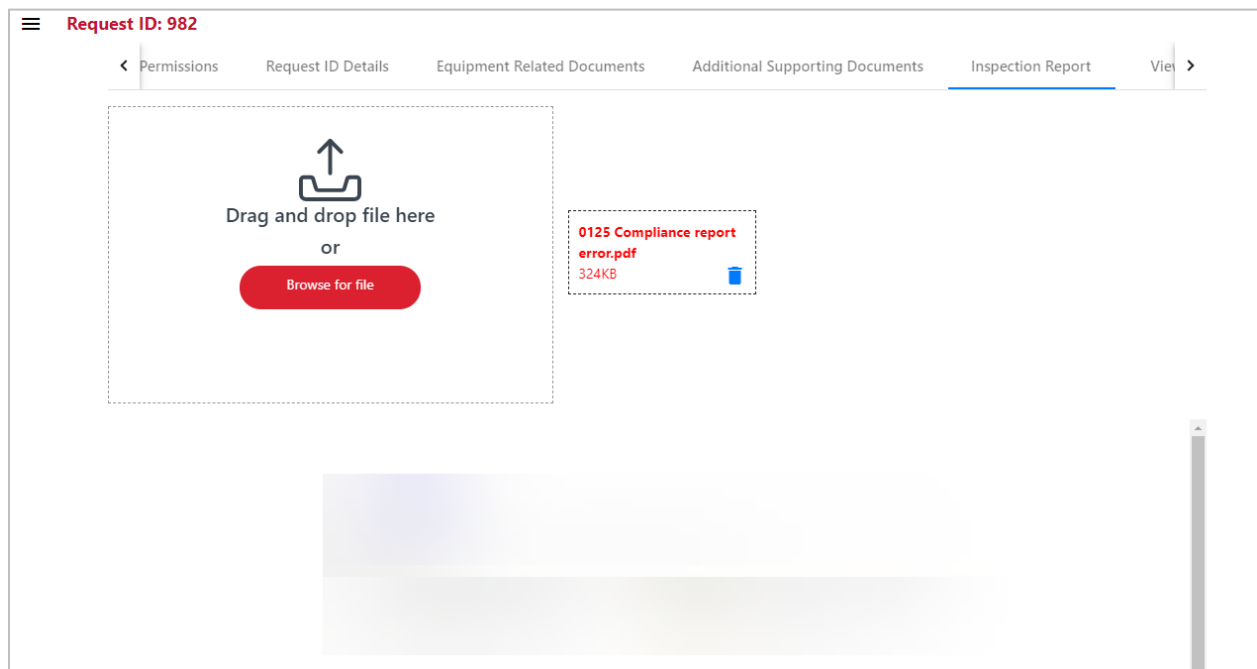 Request ID: 982
Permissions
Request ID Details
Equipment Related Documents
Additional Supporting Documents
Inspection Report
Vie
Drag and drop file here
or
Browse for file
0125 Compliance report
error.pdf
324KB